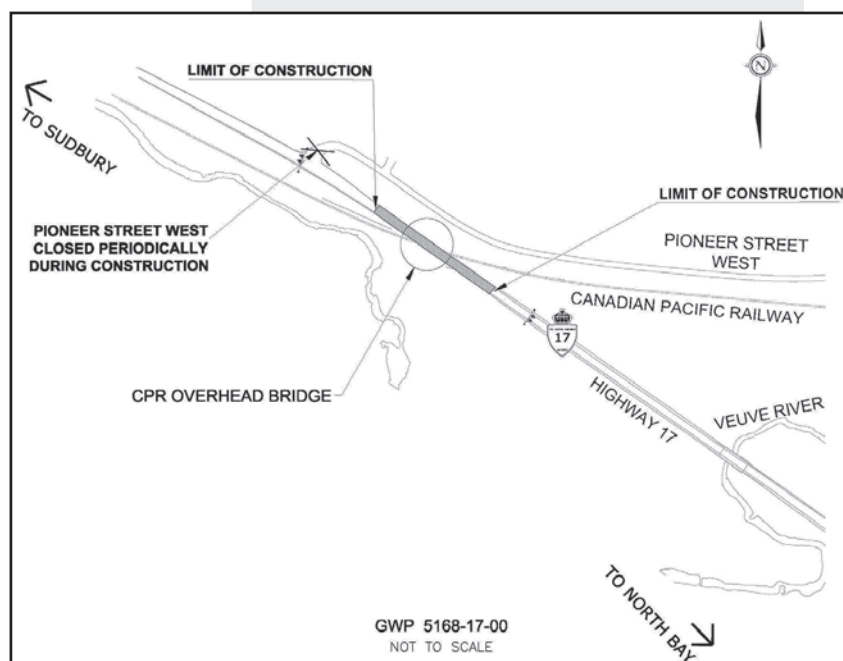 LIMIT OF CONSTRUCTION
N
TO SUDBURY
LIMIT OF CONSTRUCTION
PIONEER STREET WEST
CLOSED PERIODICALLY
DURING CONSTRUCTION
PIONEER STREET
WEST
CANADIAN PACIFIC RAILWAY
17
CPR OVERHEAD BRIDGE
HIGHWAY 17
VEUVE RIVER
TO NORTH BAY
GWP 5168-17-00
NOT TO SCALE